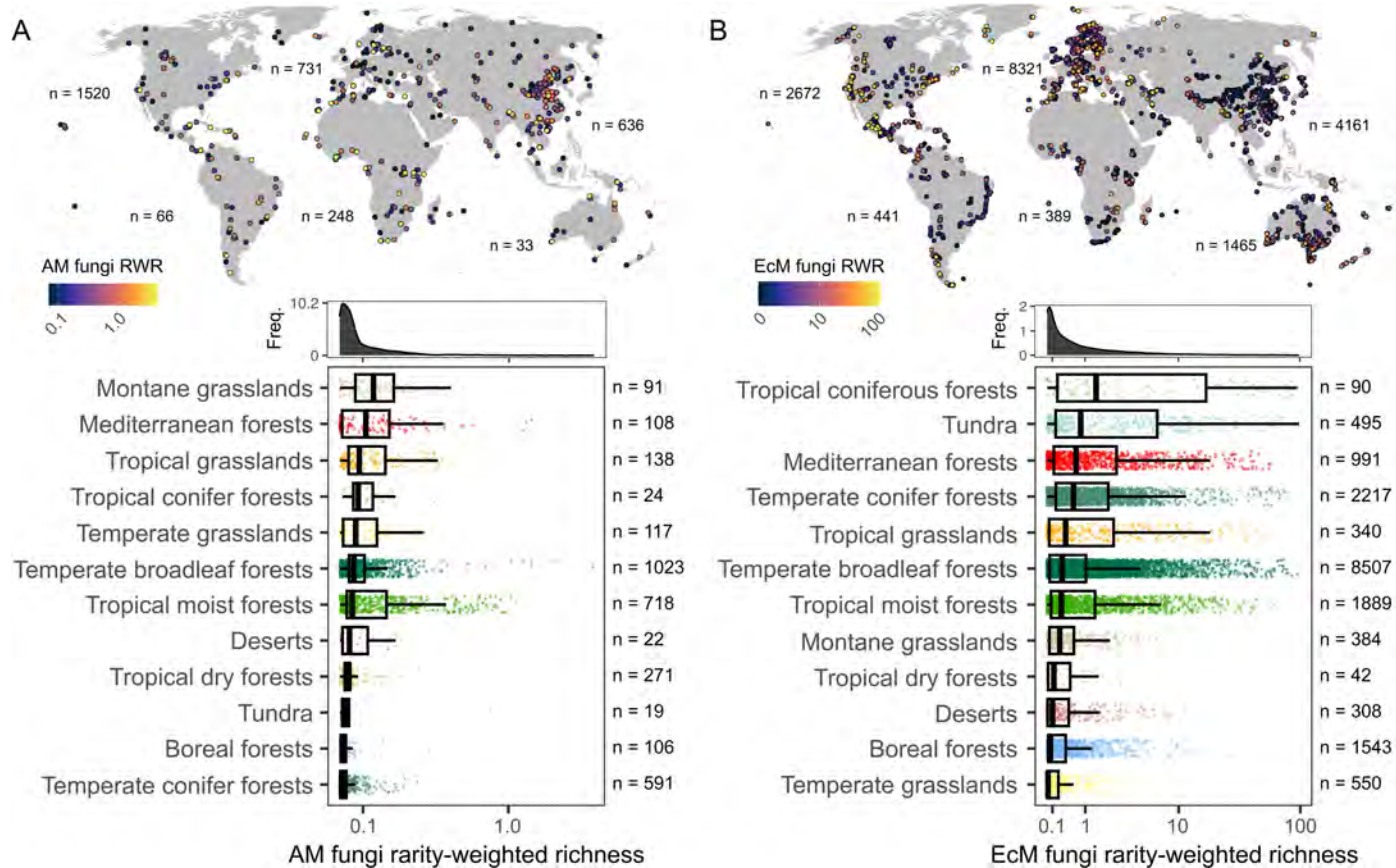 A
n = 731
n = 1520
n = 636
n = 66
n = 248
n = 33
AM fungi RWR
0.1
1.0
10.2
Freq.
0
Montane grasslands
n = 91
Mediterranean forests
n = 108
Tropical grasslands
n = 138
Tropical conifer forests
n = 24
Temperate grasslands
n = 117
Temperate broadleaf forests
n = 1023
Tropical moist forests
n = 718
Deserts
n = 22
Tropical dry forests
n = 271
Tundra
n = 19
Boreal forests
n = 106
Temperate conifer forests
n = 591
0.1
1.0
AM fungi rarity-weighted richness
B
n = 8321
n = 2672
n = 4161
n = 441
n = 389
n = 1465
EcM fungi RWR
0
10
100
2
1
Freq.
0
Tropical coniferous forests
n = 90
Tundra
n = 495
Mediterranean forests
n = 991
Temperate conifer forests
n = 2217
Tropical grasslands
n = 340
Temperate broadleaf forests
n = 8507
Tropical moist forests
n = 1889
Montane grasslands
n = 384
Tropical dry forests
n = 42
Deserts
n = 308
Boreal forests
n = 1543
Temperate grasslands
n = 550
0.1
1
10
100
EcM fungi rarity-weighted richness